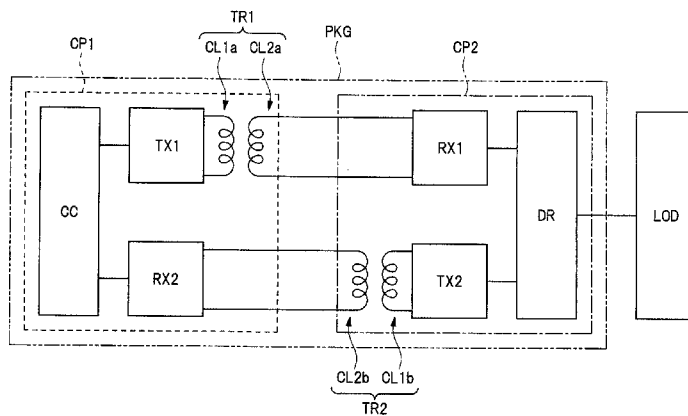 TR1
CP1
CL1a
CL2a
PKG
CP2
TX1
RX1
CC
DR
LOD
RX2
TX2
CL2b
CL1b
TR2